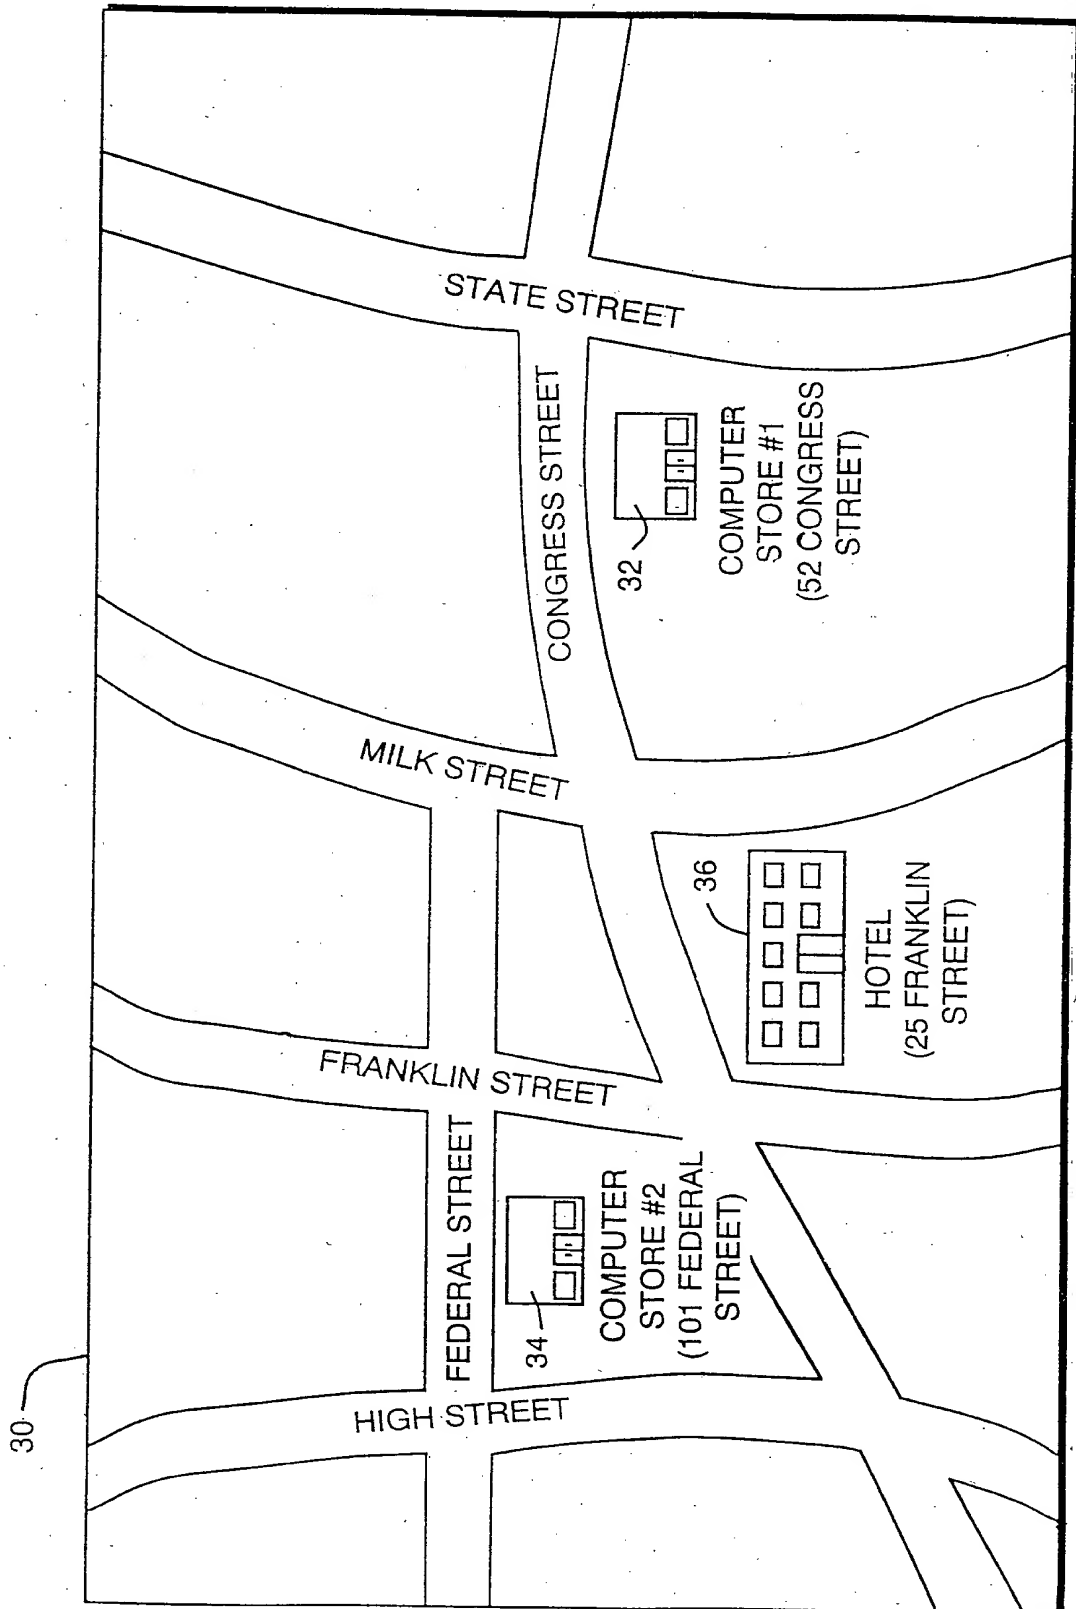 30
STATE STREET
CONGRESS STREET
32
COMPUTER
STORE #1
(52 CONGRESS
STREET)
MILK STREET
36
HOTEL
(25 FRANKLIN
STREET)
FRANKLIN STREET
FEDERAL STREET
34
COMPUTER
STORE #2
(101 FEDERAL
STREET)
HIGH STREET